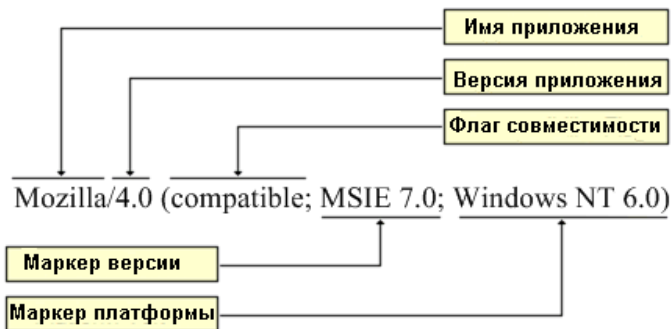 Имя приложения
Версия приложения
Флаг совместимости
Mozilla/4.0 (compatible; MSIE 7.0; Windows NT 6.0)
Маркер версии
Маркер платформы